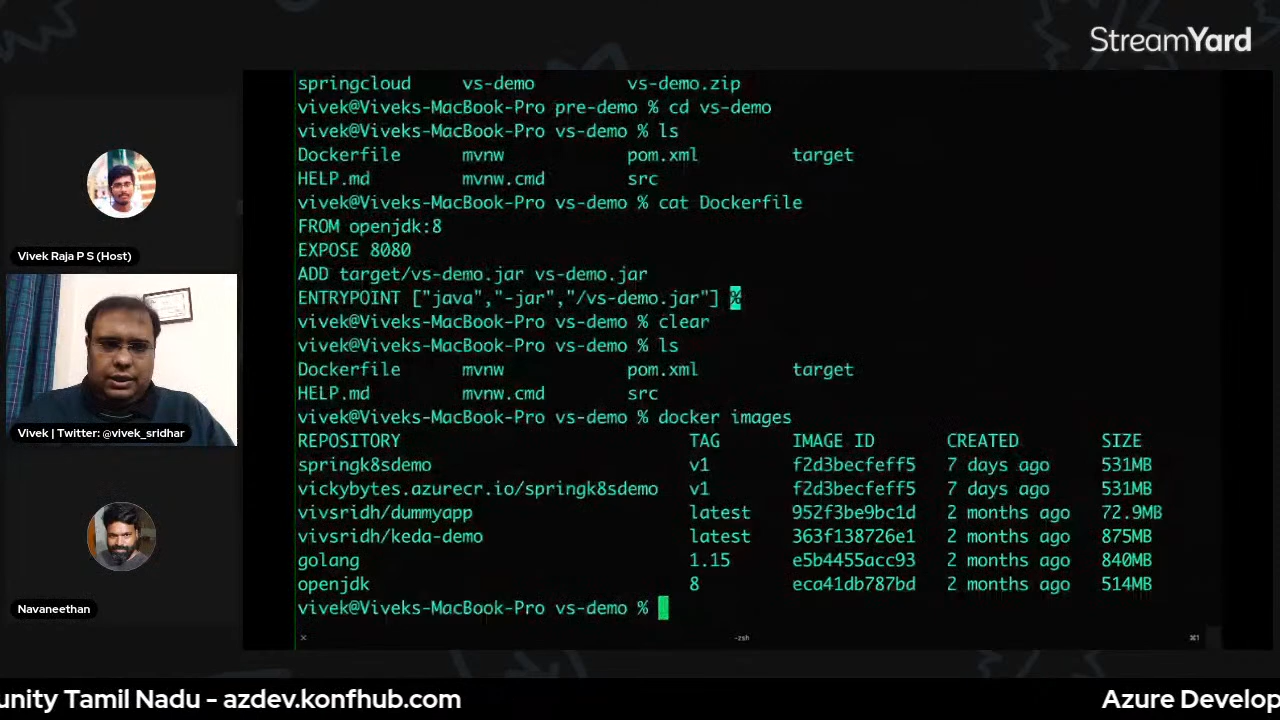 StreamYard
springcloud vs-demo vs-demo.zip
vivek@Viveks-MacBook-Pro pre-demo % cd vs-demo
vivek@Viveks-MacBook-Pro vs-demo % ls
Dockerfile mvnw pom.xml target
HELP.md mvnw.cmd src
vivek@Viveks-MacBook-Pro vs-demo % cat Dockerfile
FROM openjdk:8
EXPOSE 8080
ADD target/vs-demo.jar vs-demo.jar
ENTRYPOINT ["java","-jar","/vs-demo.jar"] %
vivek@Viveks-MacBook-Pro vs-demo % clear
vivek@Viveks-MacBook-Pro vs-demo % ls
Dockerfile mvnw pom.xml target
HELP.md mvnw.cmd src
vivek@Viveks-MacBook-Pro vs-demo % docker images
REPOSITORY TAG IMAGE ID CREATED SIZE
springk8sdemo v1 f2d3becfeff5 7 days ago 531MB
vickybytes.azurecr.io/springk8sdemo v1 f2d3becfeff5 7 days ago 531MB
vivsridh/dummyapp latest 952f3be9bc1d 2 months ago 72.9MB
vivsridh/keda-demo latest 363f138726e1 2 months ago 875MB
golang 1.15 e5b4455acc93 2 months ago 840MB
openjdk 8 eca41db787bd 2 months ago 514MB
vivek@Viveks-MacBook-Pro vs-demo %
-zsh ⌘1
Vivek Raja P S (Host)
Vivek | Twitter: @vivek_sridhar
Navaneethan
unity Tamil Nadu - azdev.konfhub.com Azure Develop